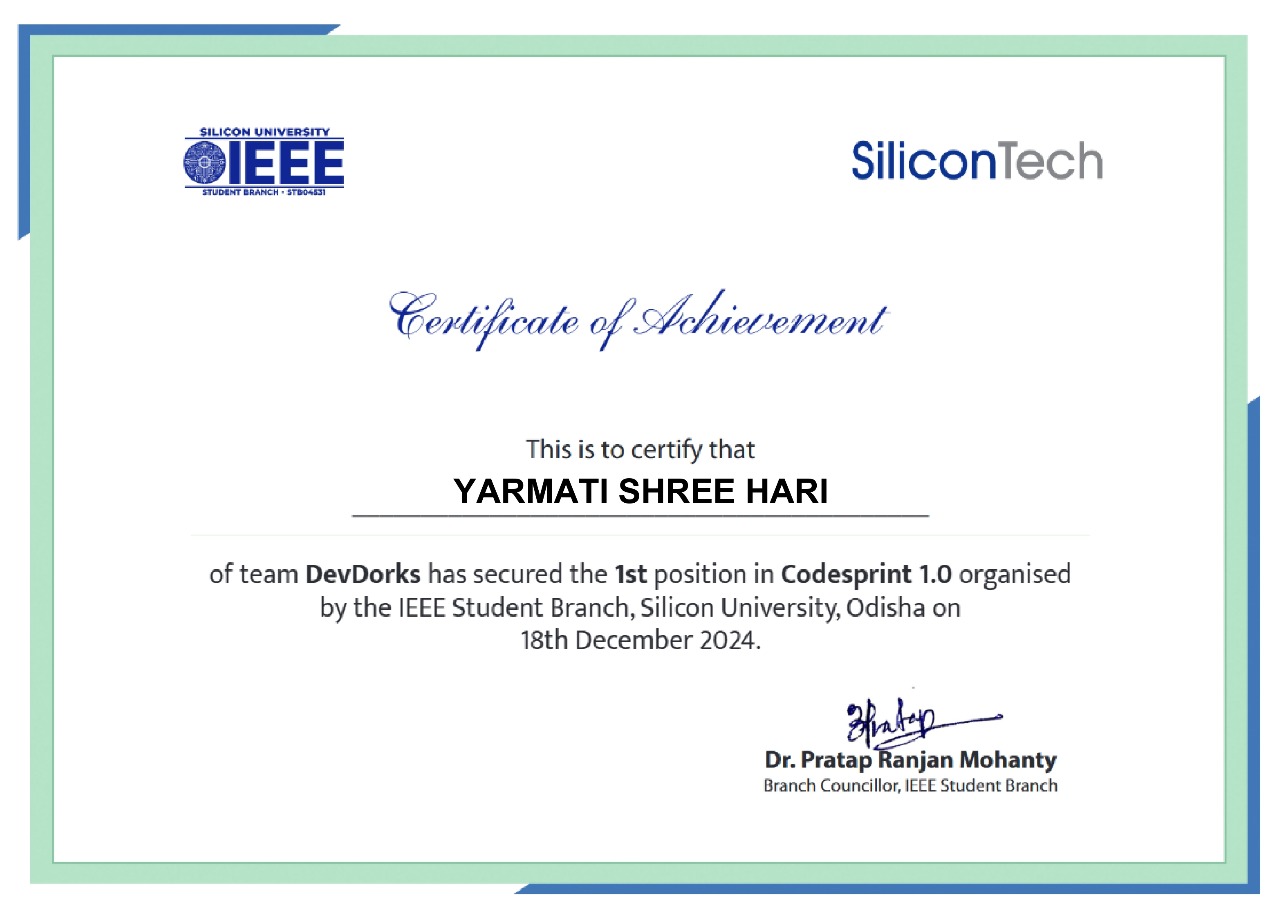 SILICON UNIVERSITY
IEEE
STUDENT BRANCH - STB04531
SiliconTech
Certificate of Achievement
This is to certify that
YARMATI SHREE HARI
of team DevDorks has secured the 1st position in Codesprint 1.0 organised
by the IEEE Student Branch, Silicon University, Odisha on
18th December 2024.
Pratap
Dr. Pratap Ranjan Mohanty
Branch Councillor, IEEE Student Branch